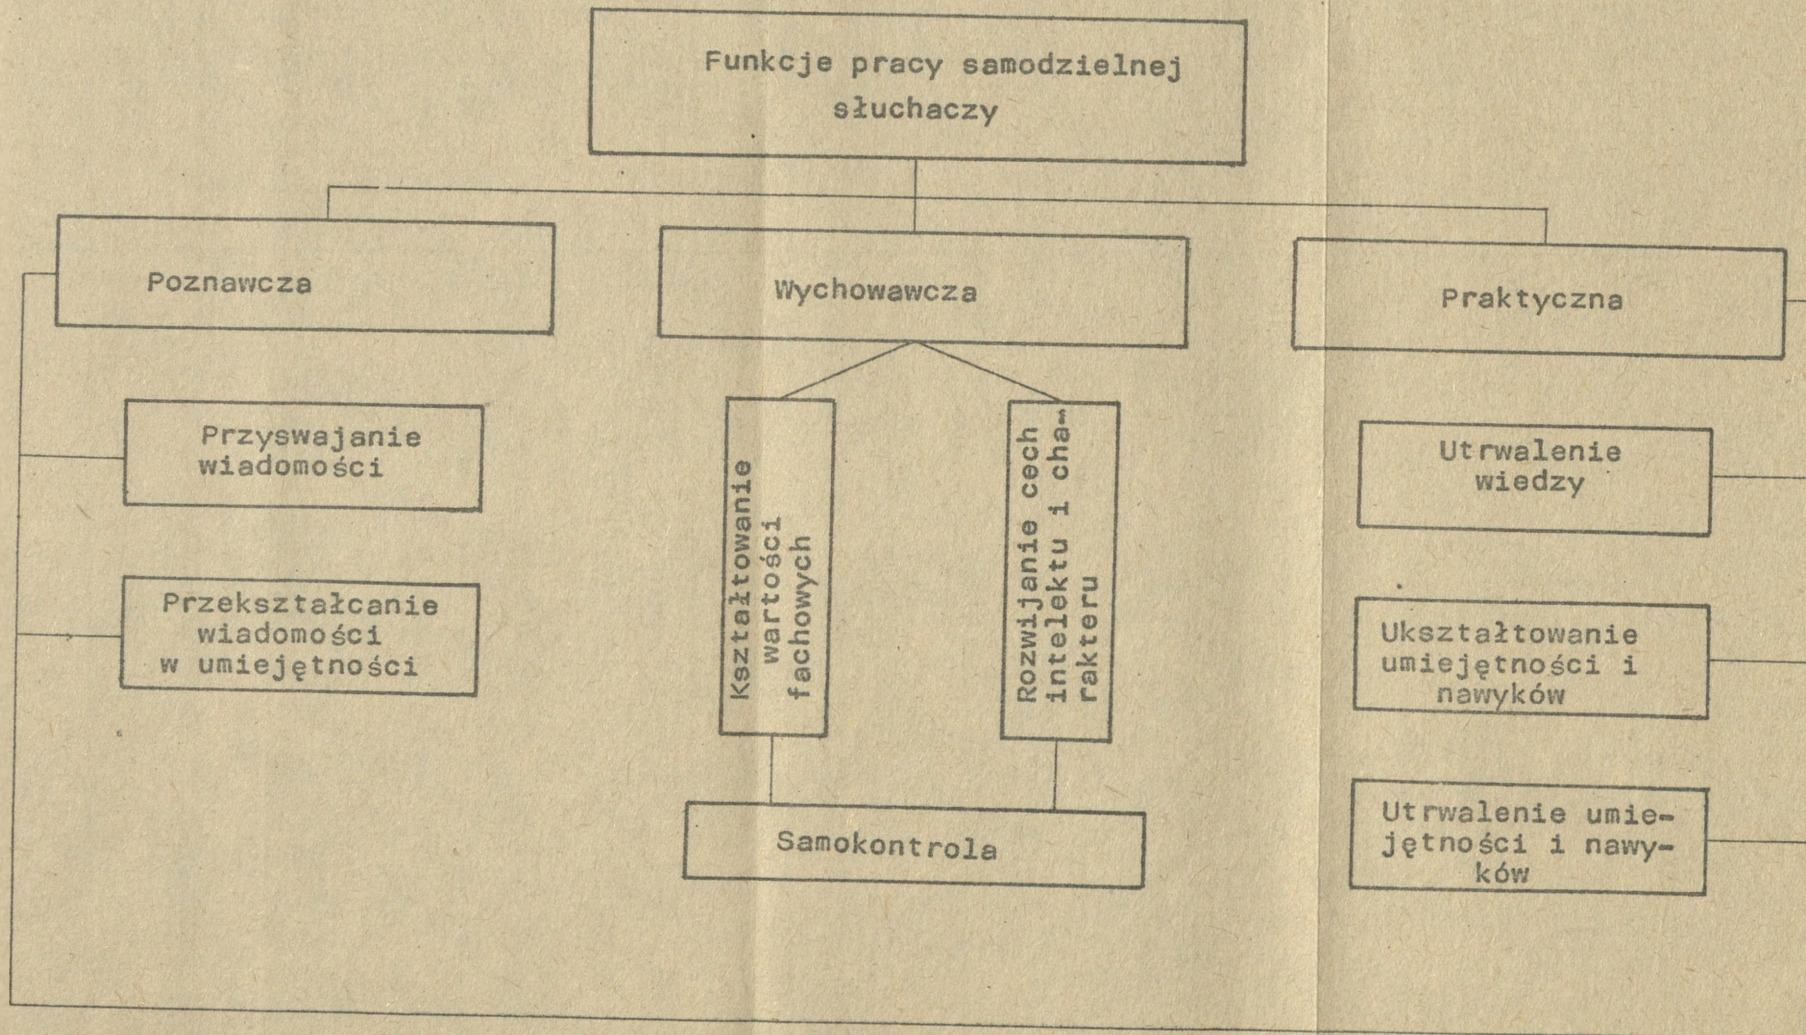 Funkcje pracy samodzielnej
słuchaczy
Poznawcza
Wychowawcza
Praktyczna
Przyswajanie
wiadomości
Przekształcanie
wiadomości
w umiejętności
Kształtowanie
wartości
fachowych
Rozwijanie cech
intelektu i cha-
rakteru
Samokontrola
Utrwalenie
wiedzy
Ukształtowanie
umiejętności i
nawyków
Utrwalenie umie-
jętności i nawy-
ków